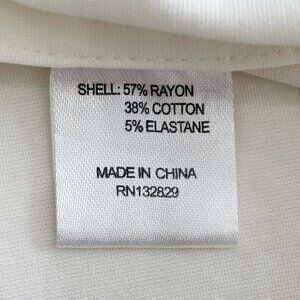 SHELL: 57% RAYON
38% COTTON
5% ELASTANE
MADE IN CHINA
RN132829